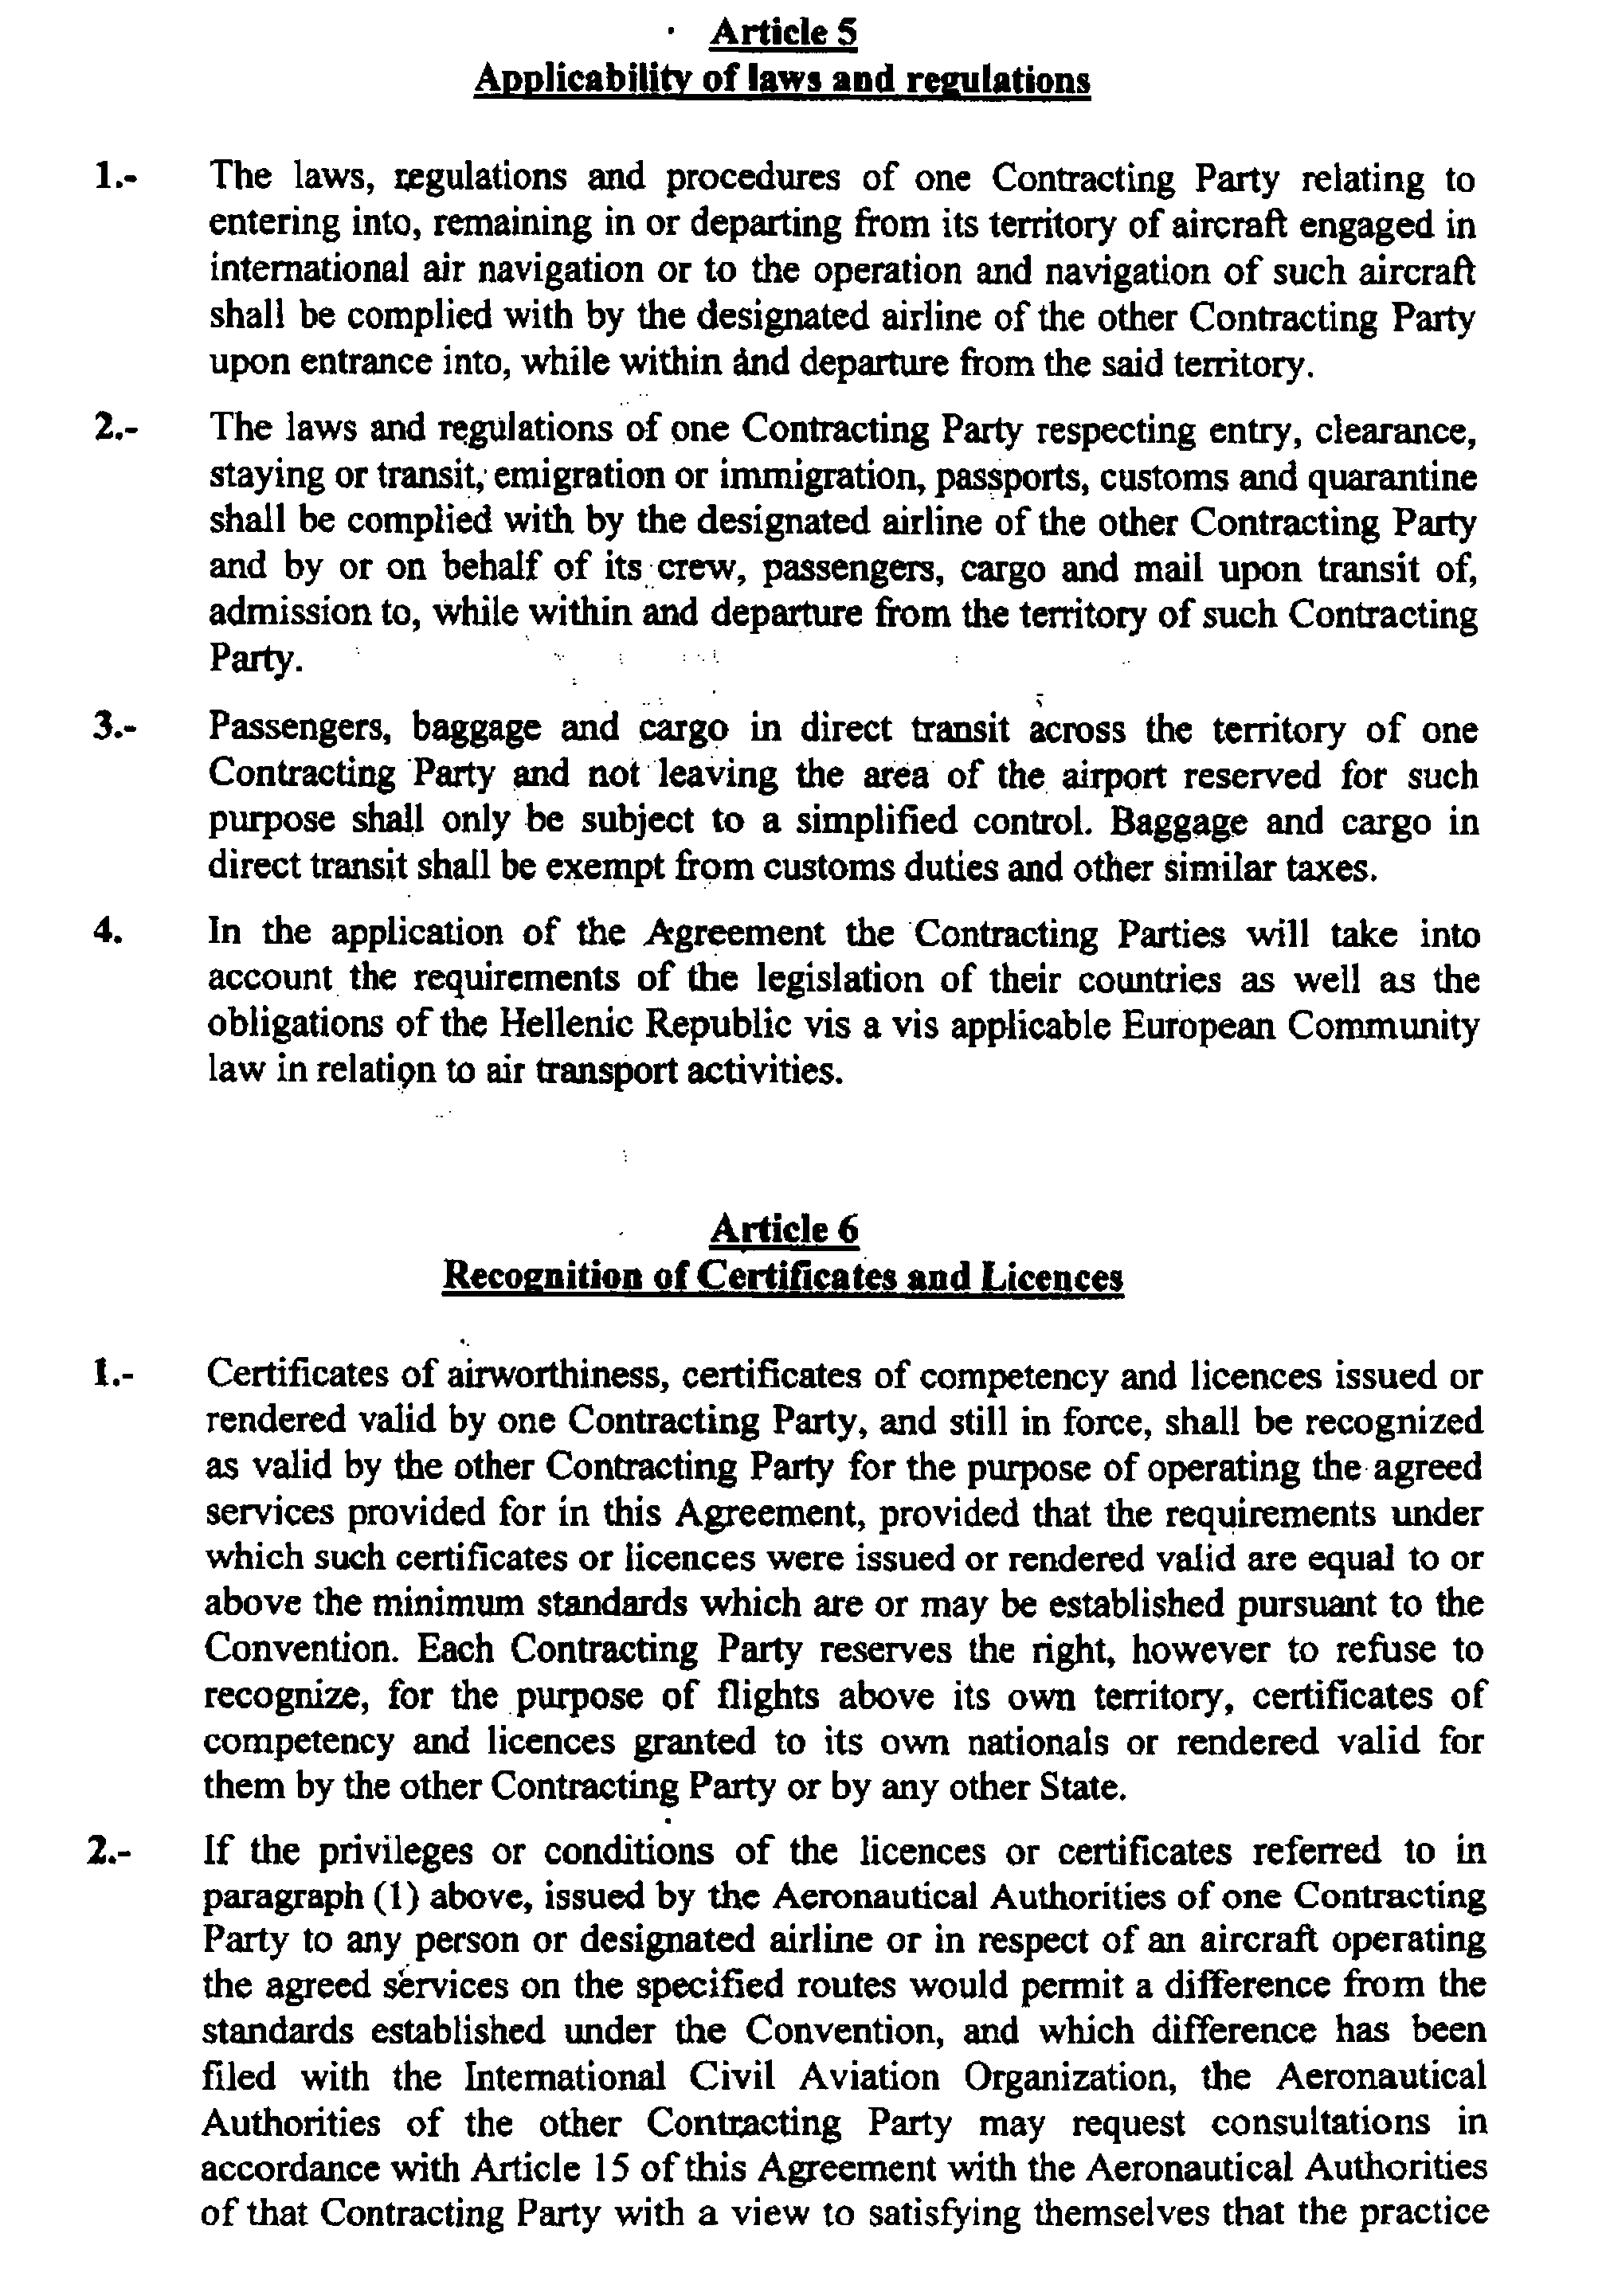 Article 5
Applicability of laws and regulations
1.- The laws, regulations and procedures of one Contracting Party relating to
entering into, remaining in or departing from its territory of aircraft engaged in
international air navigation or to the operation and navigation of such aircraft
shall be complied with by the designated airline of the other Contracting Party
upon entrance into, while within and departure from the said territory.
2.- The laws and regulations of one Contracting Party respecting entry, clearance,
staying or transit, emigration or immigration, passports, customs and quarantine
shall be complied with by the designated airline of the other Contracting Party
and by or on behalf of its crew, passengers, cargo and mail upon transit of,
admission to, while within and departure from the territory of such Contracting
Party.
3.- Passengers, baggage and cargo in direct transit across the territory of one
Contracting Party and not leaving the area of the airport reserved for such
purpose shall only be subject to a simplified control. Baggage and cargo in
direct transit shall be exempt from customs duties and other similar taxes.
4. In the application of the Agreement the Contracting Parties will take into
account the requirements of the legislation of their countries as well as the
obligations of the Hellenic Republic vis a vis applicable European Community
law in relation to air transport activities.
Article 6
Recognition of Certificates and Licences
1.- Certificates of airworthiness, certificates of competency and licences issued or
rendered valid by one Contracting Party, and still in force, shall be recognized
as valid by the other Contracting Party for the purpose of operating the agreed
services provided for in this Agreement, provided that the requirements under
which such certificates or licences were issued or rendered valid are equal to or
above the minimum standards which are or may be established pursuant to the
Convention. Each Contracting Party reserves the right, however to refuse to
recognize, for the purpose of flights above its own territory, certificates of
competency and licences granted to its own nationals or rendered valid for
them by the other Contracting Party or by any other State.
2.- If the privileges or conditions of the licences or certificates referred to in
paragraph (1) above, issued by the Aeronautical Authorities of one Contracting
Party to any person or designated airline or in respect of an aircraft operating
the agreed services on the specified routes would permit a difference from the
standards established under the Convention, and which difference has been
filed with the International Civil Aviation Organization, the Aeronautical
Authorities of the other Contracting Party may request consultations in
accordance with Article 15 of this Agreement with the Aeronautical Authorities
of that Contracting Party with a view to satisfying themselves that the practice